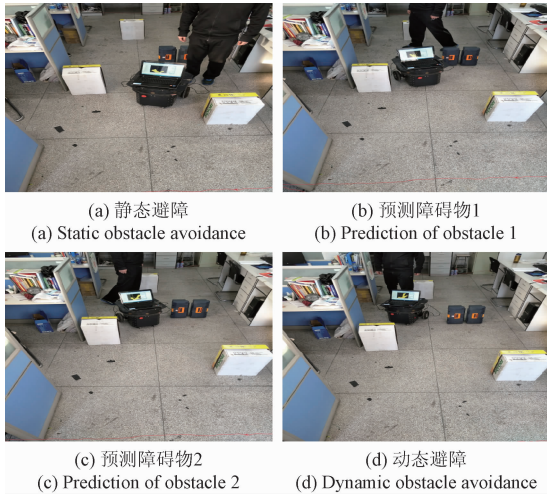 (a) 静态避障
(a) Static obstacle avoidance
(b) 预测障碍物1
(b) Prediction of obstacle 1
(c) 预测障碍物2
(c) Prediction of obstacle 2
(d) 动态避障
(d) Dynamic obstacle avoidance